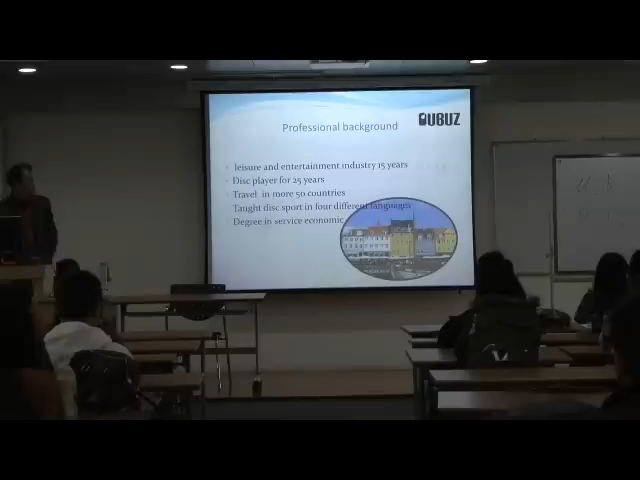 Professional background
QUBUZ
leisure and entertainment industry 15 years
Disc player for 25 years
Travel in more 50 countries
Taught disc sport in four different languages
Degree in service economic